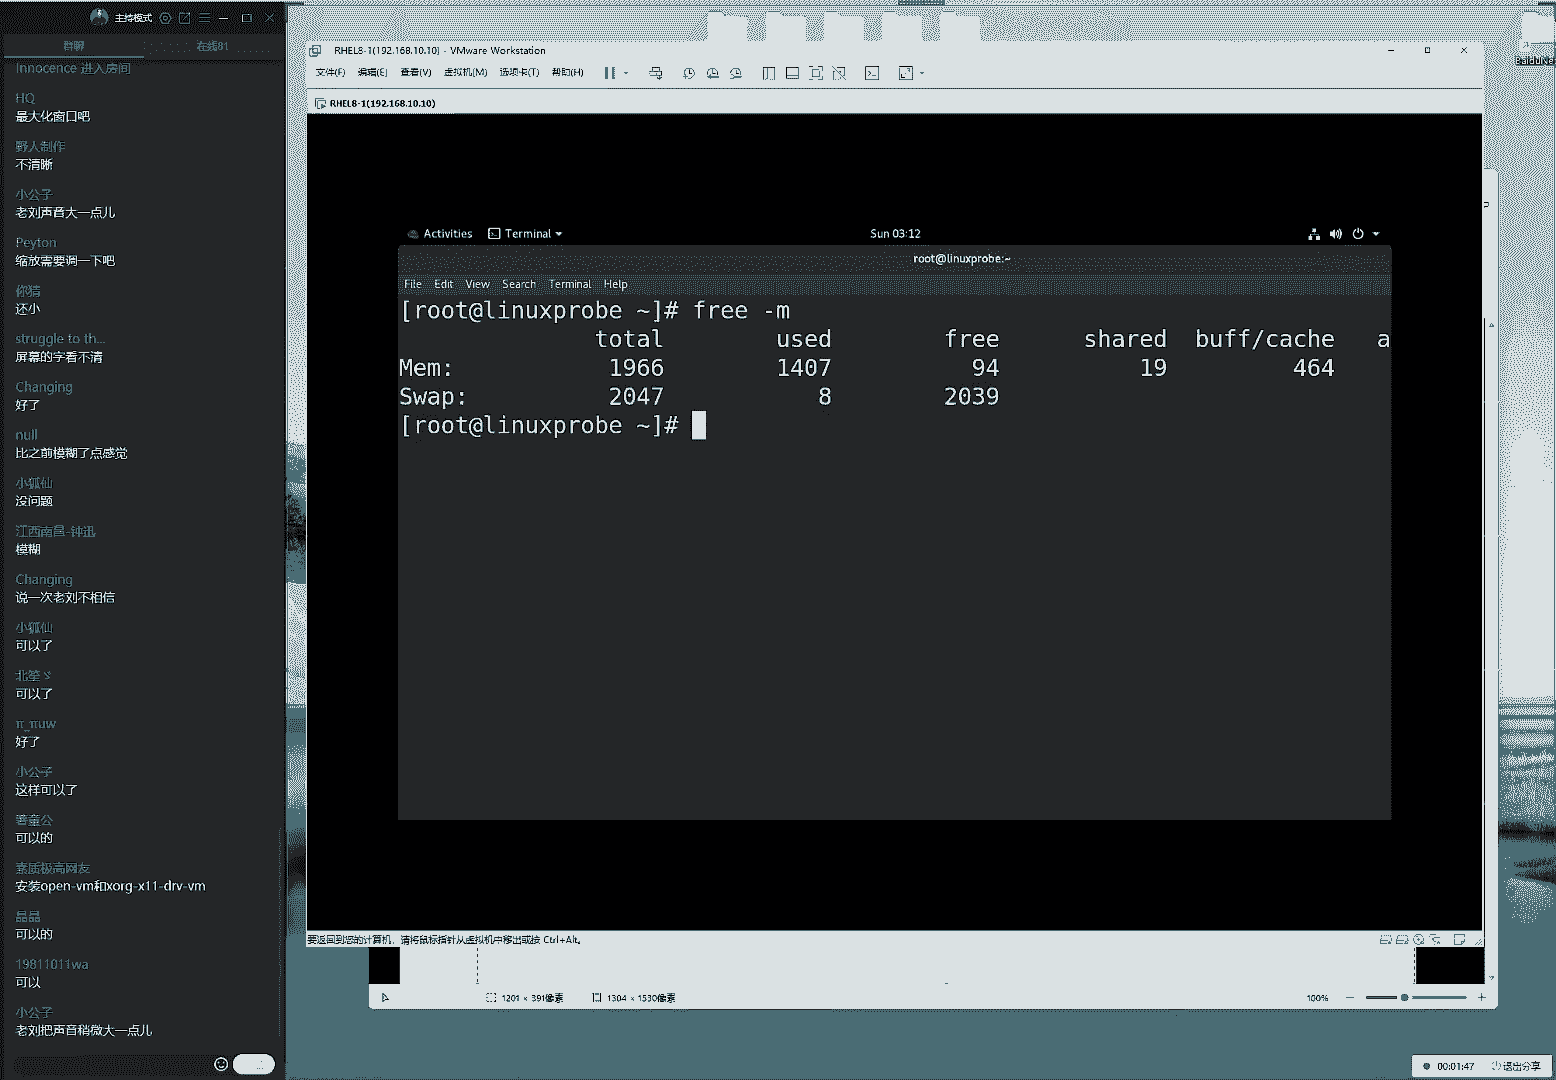 主持模式
群聊
在线81
Innocence 进入房间
HQ
最大化窗口吧
野人制作
不清晰
小公子
老刘声音大一点儿
Peyton
缩放需要调一下吧
你猜
还小
struggle to th...
屏幕的字看不清
Changing
好了
null
比之前模糊了点感觉
小狐仙
没问题
江西南昌-钟迅
模糊
Changing
说一次老刘不相信
小狐仙
可以了
北笙ゞ
可以了
π_πuw
好了
小公子
这样可以了
善童公
可以的
素质极高网友
安装open-vm和xorg-x11-drv-vm
晶晶
可以的
19811011wa
可以
小公子
老刘把声音稍微大一点儿
RHEL8-1(192.168.10.10) - VMware Workstation
文件(F) 编辑(E) 查看(V) 虚拟机(M) 选项卡(T) 帮助(H)
RHEL8-1(192.168.10.10)
Activities Terminal Sun 03:12
root@linuxprobe:~
File Edit View Search Terminal Help
[root@linuxprobe ~]# free -m
total used free shared buff/cache a
Mem: 1966 1407 94 19 464
Swap: 2047 8 2039
[root@linuxprobe ~]#
要返回到您的计算机，请将鼠标指针从虚拟机中移出或按 Ctrl+Alt。
1201 × 391像素 1304 × 1530像素 100%
BaiduNe
00:01:47 退出分享